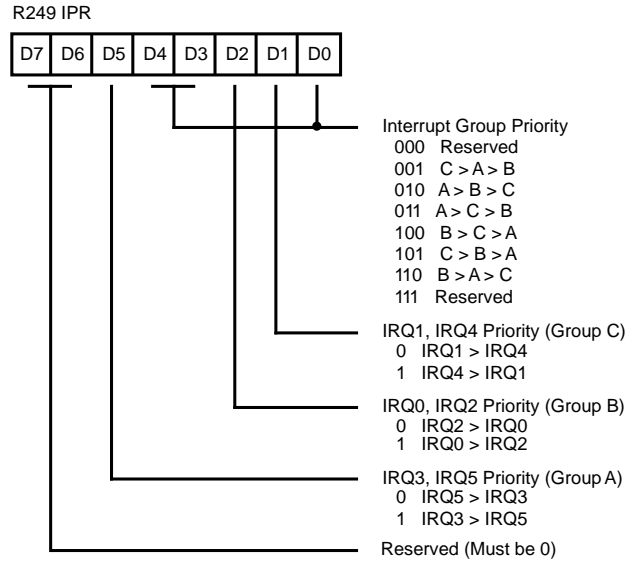 R249 IPR
D7 D6 D5 D4 D3 D2 D1 D0
Interrupt Group Priority
000 Reserved
001 C > A > B
010 A > B > C
011 A > C > B
100 B > C > A
101 C > B > A
110 B > A > C
111 Reserved
IRQ1, IRQ4 Priority (Group C)
0 IRQ1 > IRQ4
1 IRQ4 > IRQ1
IRQ0, IRQ2 Priority (Group B)
0 IRQ2 > IRQ0
1 IRQ0 > IRQ2
IRQ3, IRQ5 Priority (Group A)
0 IRQ5 > IRQ3
1 IRQ3 > IRQ5
Reserved (Must be 0)